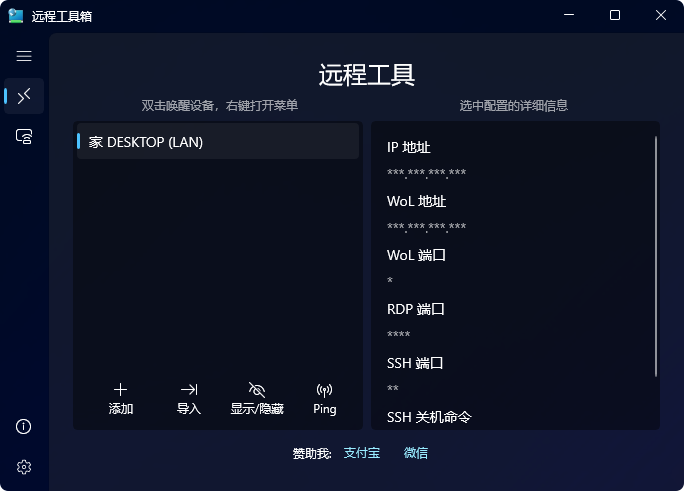 远程工具箱
远程工具
双击唤醒设备，右键打开菜单
选中配置的详细信息
家 DESKTOP (LAN)
IP 地址
***.***.***.***
WoL 地址
***.***.***.***
WoL 端口
*
RDP 端口
****
SSH 端口
**
SSH 关机命令
添加
导入
显示/隐藏
Ping
赞助我: 支付宝 微信